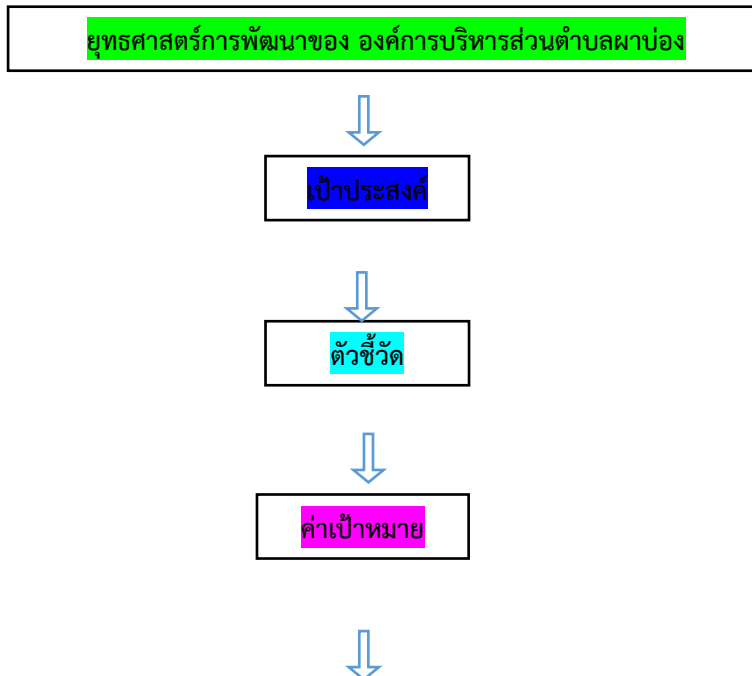 ยุทธศาสตร์การพัฒนาของ องค์การบริหารส่วนตำบลผาบ่อง
เป้าประสงค์
ตัวชี้วัด
ค่าเป้าหมาย